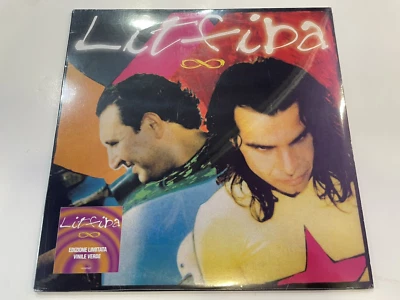 Litfiba
∞
Litfiba
∞
EDIZIONE LIMITATA
VINILE VERDE